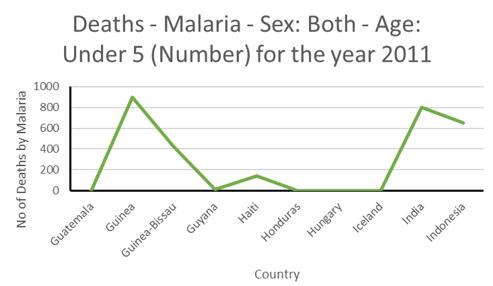 Deaths - Malaria - Sex: Both - Age:
Under 5 (Number) for the year 2011
No of Deaths by Malaria
1000
800
600
400
200
0
Guatemala
Guinea
Guinea-Bissau
Guyana
Haiti
Honduras
Hungary
Iceland
India
Indonesia
Country